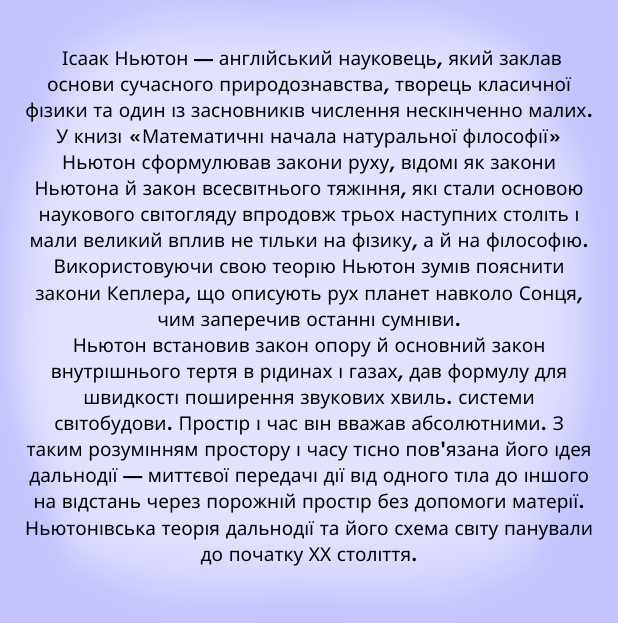 Ісаак Ньютон — англійський науковець, який заклав
основи сучасного природознавства, творець класичної
фізики та один із засновників числення нескінченно малих.
У книзі «Математичні начала натуральної філософії»
Ньютон сформулював закони руху, відомі як закони
Ньютона й закон всесвітнього тяжіння, які стали основою
наукового світогляду впродовж трьох наступних століть і
мали великий вплив не тільки на фізику, а й на філософію.
Використовуючи свою теорію Ньютон зумів пояснити
закони Кеплера, що описують рух планет навколо Сонця,
чим заперечив останні сумніви.
Ньютон встановив закон опору й основний закон
внутрішнього тертя в рідинах і газах, дав формулу для
швидкості поширення звукових хвиль. системи
світобудови. Простір і час він вважав абсолютними. З
таким розумінням простору і часу тісно пов'язана його ідея
дальнодії — миттєвої передачі дії від одного тіла до іншого
на відстань через порожній простір без допомоги матерії.
Ньютонівська теорія дальнодії та його схема світу панували
до початку XX століття.